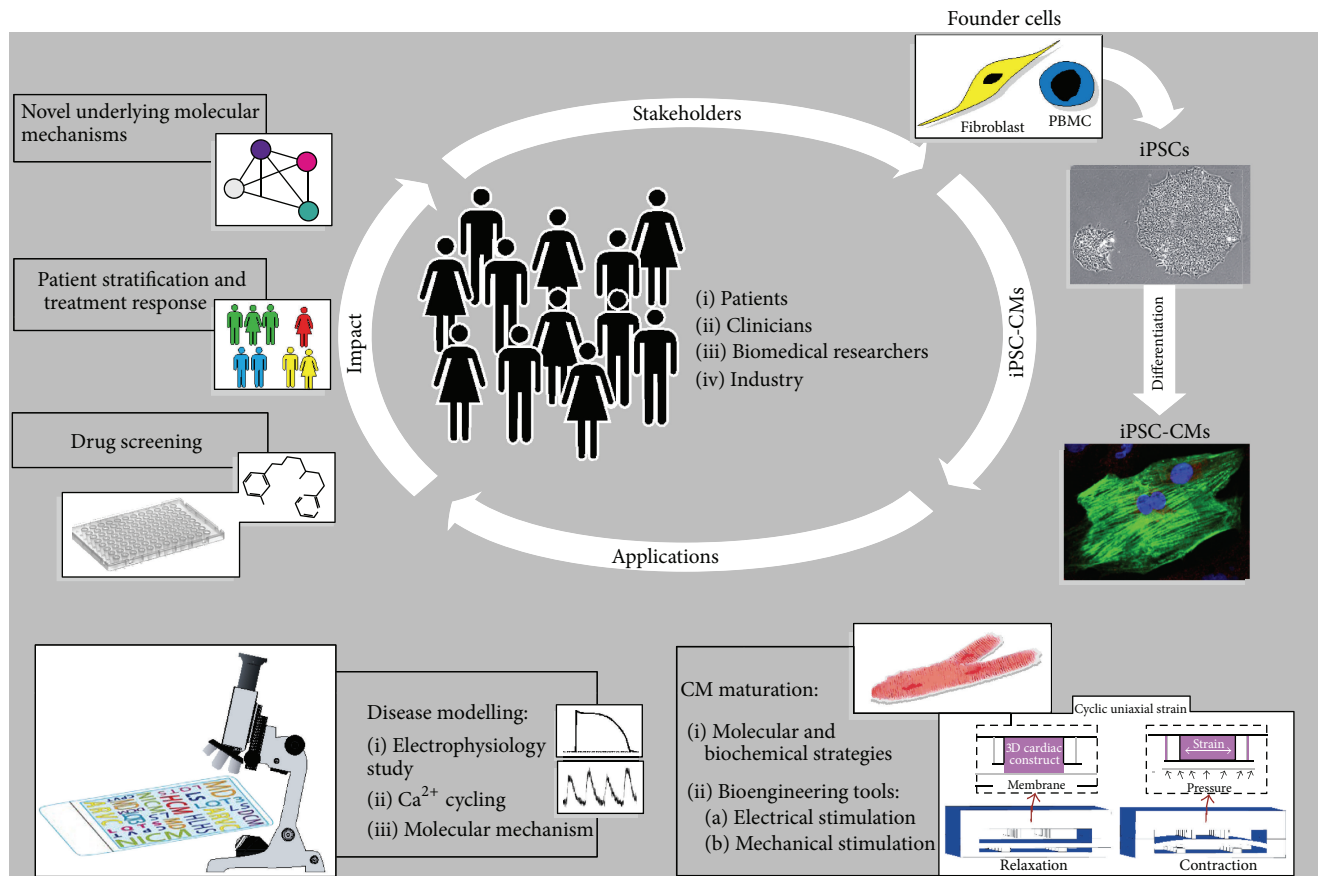 Founder cells
Fibroblast
PBMC
iPSCs
Differentiation
iPSC-CMs
Stakeholders
iPSC-CMs
Applications
Impact
(i) Patients
(ii) Clinicians
(iii) Biomedical researchers
(iv) Industry
Novel underlying molecular
mechanisms
Patient stratification and
treatment response
Drug screening
Disease modelling:
(i) Electrophysiology
study
(ii) Ca²⁺ cycling
(iii) Molecular mechanism
MD
HCM
HLHS
ARVC
NICM
CM maturation:
(i) Molecular and
biochemical strategies
(ii) Bioengineering tools:
(a) Electrical stimulation
(b) Mechanical stimulation
Cyclic uniaxial strain
3D cardiac
construct
Membrane
Strain
Pressure
Relaxation
Contraction